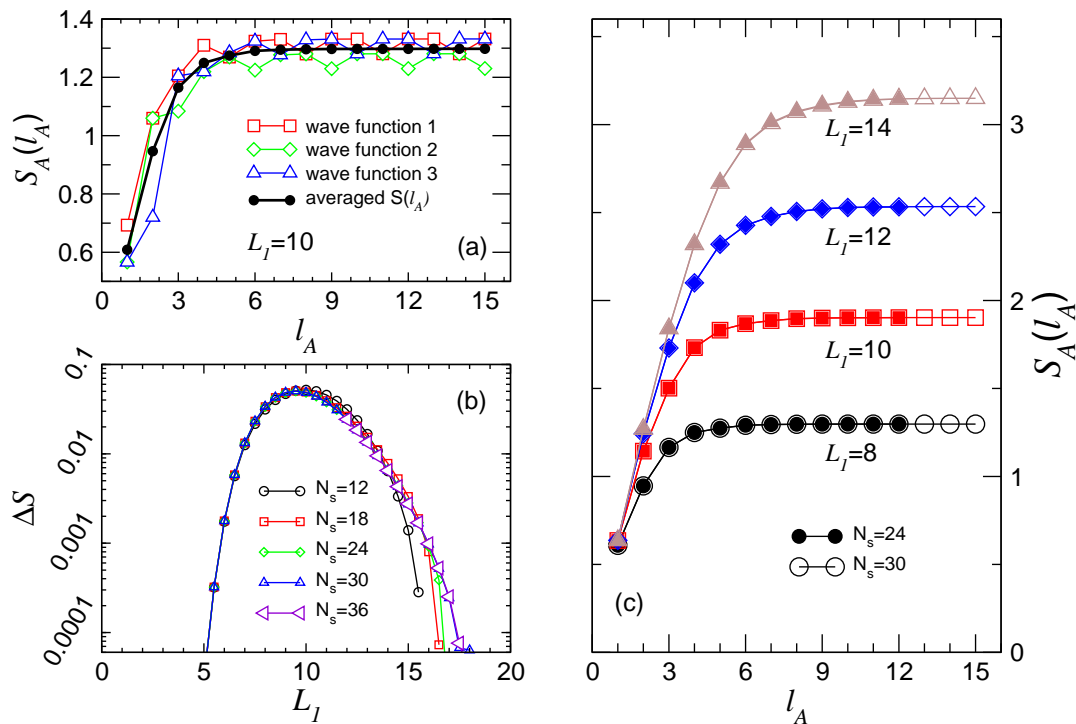 1.4
1.2
1
0.8
0.6
S_A(l_A)
wave function 1
wave function 2
wave function 3
averaged S(l_A)
L_1=10
(a)
0 3 6 9 12 15
l_A
0.1
0.01
0.001
0.0001
ΔS
(b)
N_s=12
N_s=18
N_s=24
N_s=30
N_s=36
0 5 10 15 20
L_1
L_1=14
L_1=12
L_1=10
L_1=8
N_s=24
N_s=30
(c)
0 3 6 9 12 15
l_A
3
2
1
0
S_A(l_A)